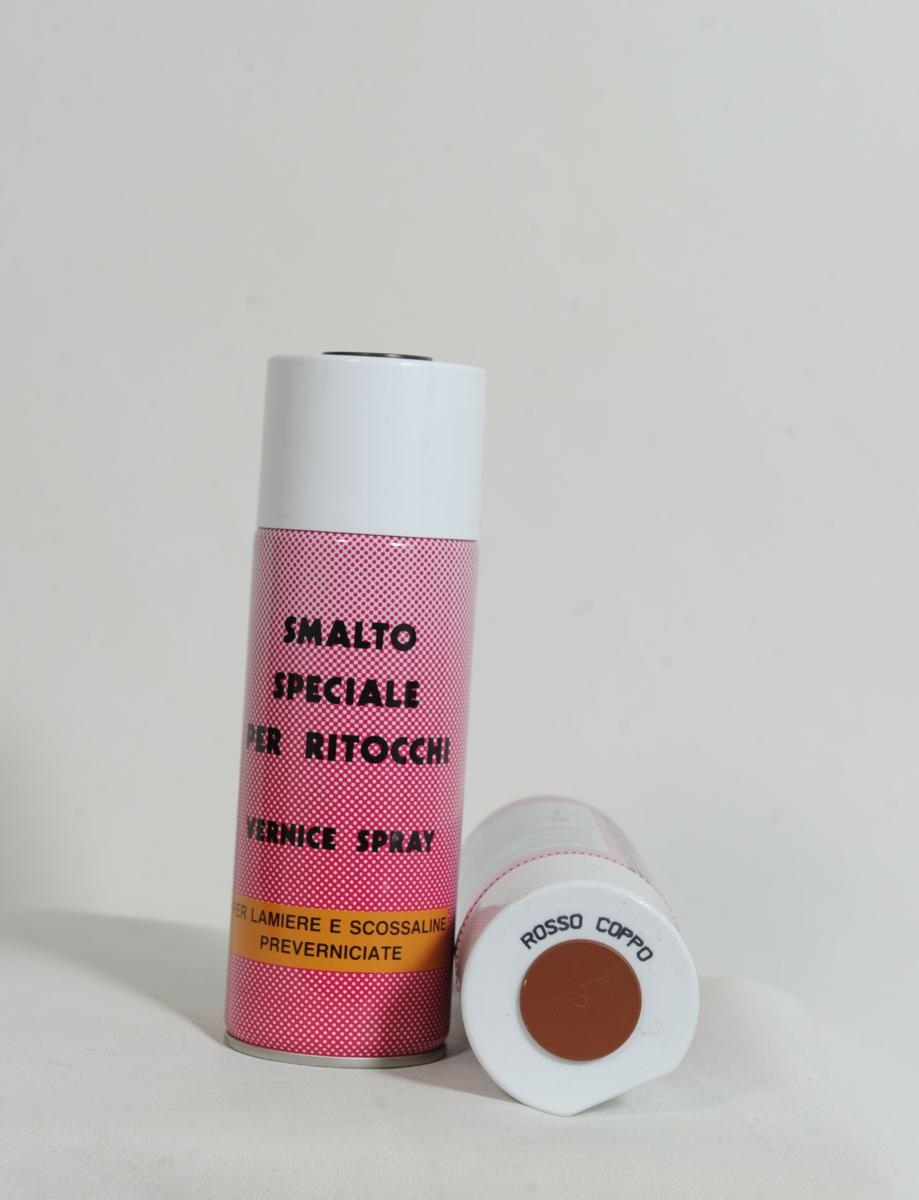 SMALTO
SPECIALE
PER RITOCCHI
VERNICE SPRAY
PER LAMIERE E SCOSSALINE
PREVERNICIATE
ROSSO COPPO